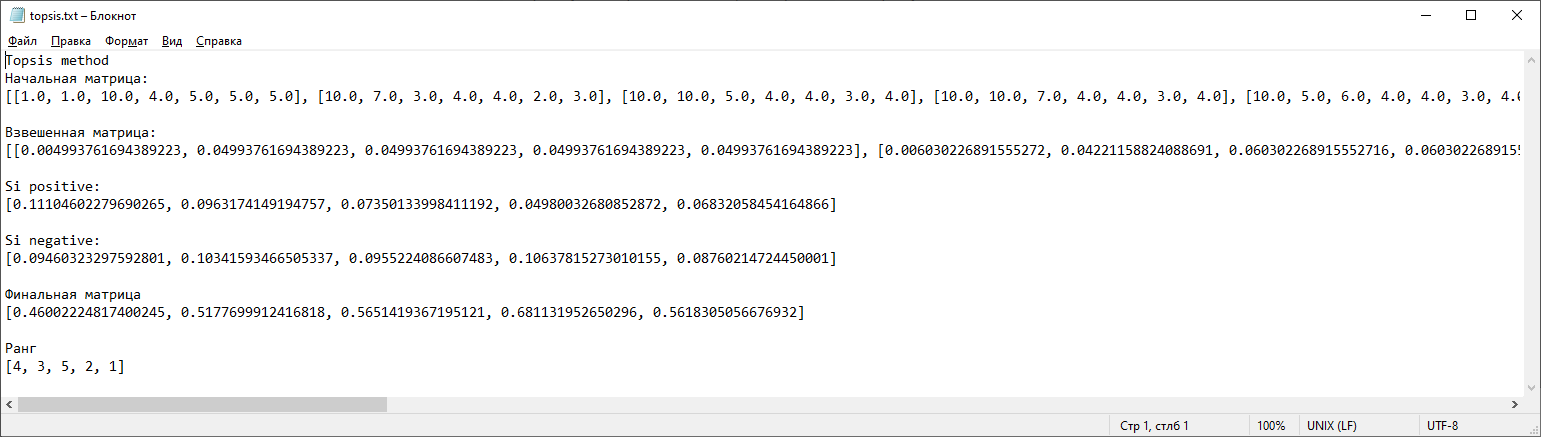 topsis.txt – Блокнот
Файл Правка Формат Вид Справка
Topsis method
Начальная матрица:
[[1.0, 1.0, 10.0, 4.0, 5.0, 5.0, 5.0], [10.0, 7.0, 3.0, 4.0, 4.0, 2.0, 3.0], [10.0, 10.0, 5.0, 4.0, 4.0, 3.0, 4.0], [10.0, 10.0, 7.0, 4.0, 4.0, 3.0, 4.0], [10.0, 5.0, 6.0, 4.0, 4.0, 3.0, 4.0
Взвешенная матрица:
[[0.004993761694389223, 0.04993761694389223, 0.04993761694389223, 0.04993761694389223, 0.04993761694389223], [0.006030226891555272, 0.04221158824088691, 0.060302268915552716, 0.0603022689155
Si positive:
[0.11104602279690265, 0.0963174149194757, 0.07350133998411192, 0.04980032680852872, 0.06832058454164866]
Si negative:
[0.09460323297592801, 0.10341593466505337, 0.0955224086607483, 0.10637815273010155, 0.08760214724450001]
Финальная матрица
[0.46002224817400245, 0.5177699912416818, 0.5651419367195121, 0.681131952650296, 0.5618305056676932]
Ранг
[4, 3, 5, 2, 1]
Стр 1, стлб 1 100% UNIX (LF) UTF-8